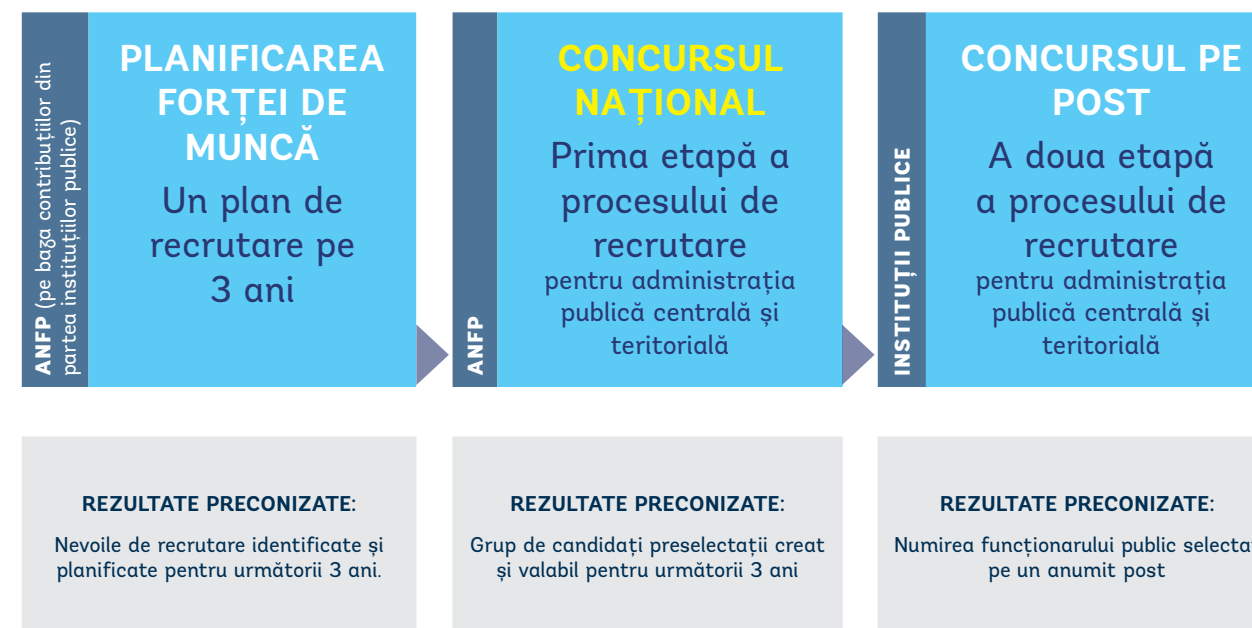 ANFP (pe baza contribuțiilor din
partea instituțiilor publice)
PLANIFICAREA
FORȚEI DE
MUNCĂ
Un plan de
recrutare pe
3 ani
ANFP
CONCURSUL
NAȚIONAL
Prima etapă a
procesului de
recrutare
pentru administrația
publică centrală și
teritorială
INSTITUȚII PUBLICE
CONCURSUL PE
POST
A doua etapă
a procesului de
recrutare
pentru administrația
publică centrală și
teritorială
REZULTATE PRECONIZATE:
Nevoile de recrutare identificate și
planificate pentru următorii 3 ani.
REZULTATE PRECONIZATE:
Grup de candidați preselectații creat
și valabil pentru următorii 3 ani
REZULTATE PRECONIZATE:
Numirea funcționarului public selectat
pe un anumit post